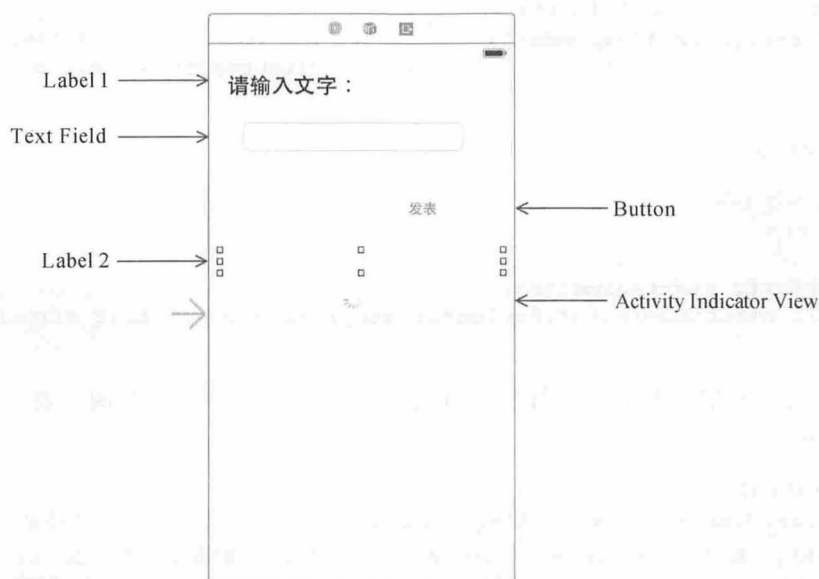 Label 1
请输入文字：
Text Field
发表
Button
Label 2
Activity Indicator View